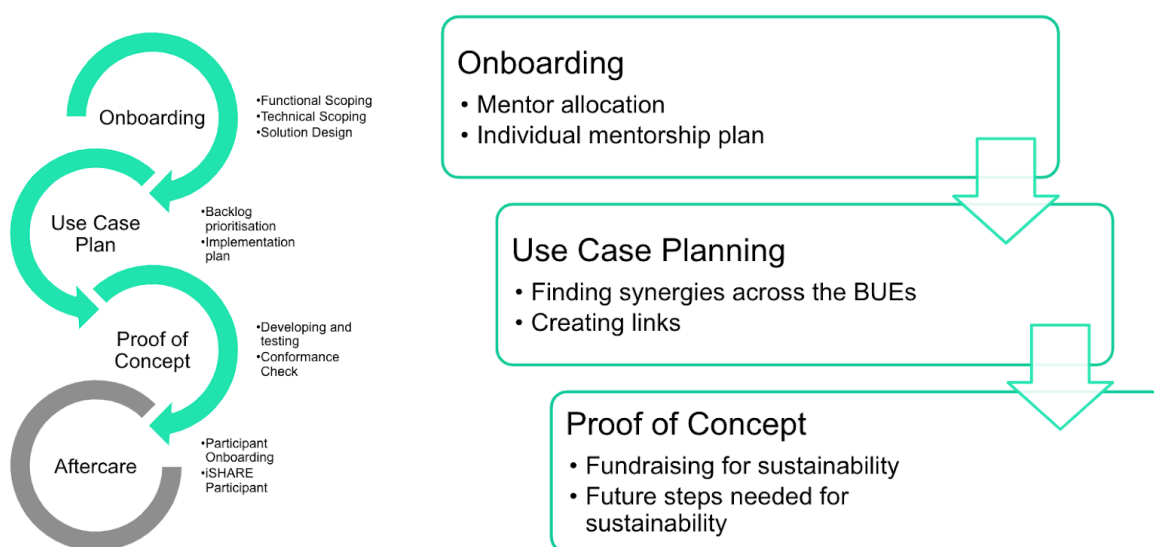 Onboarding
•Functional Scoping
•Technical Scoping
•Solution Design
Use Case
Plan
•Backlog
prioritisation
•Implementation
plan
Proof of
Concept
•Developing and
testing
•Conformance
Check
Aftercare
•Participant
Onboarding
•iSHARE
Participant
Onboarding
• Mentor allocation
• Individual mentorship plan
Use Case Planning
• Finding synergies across the BUEs
• Creating links
Proof of Concept
• Fundraising for sustainability
• Future steps needed for
sustainability